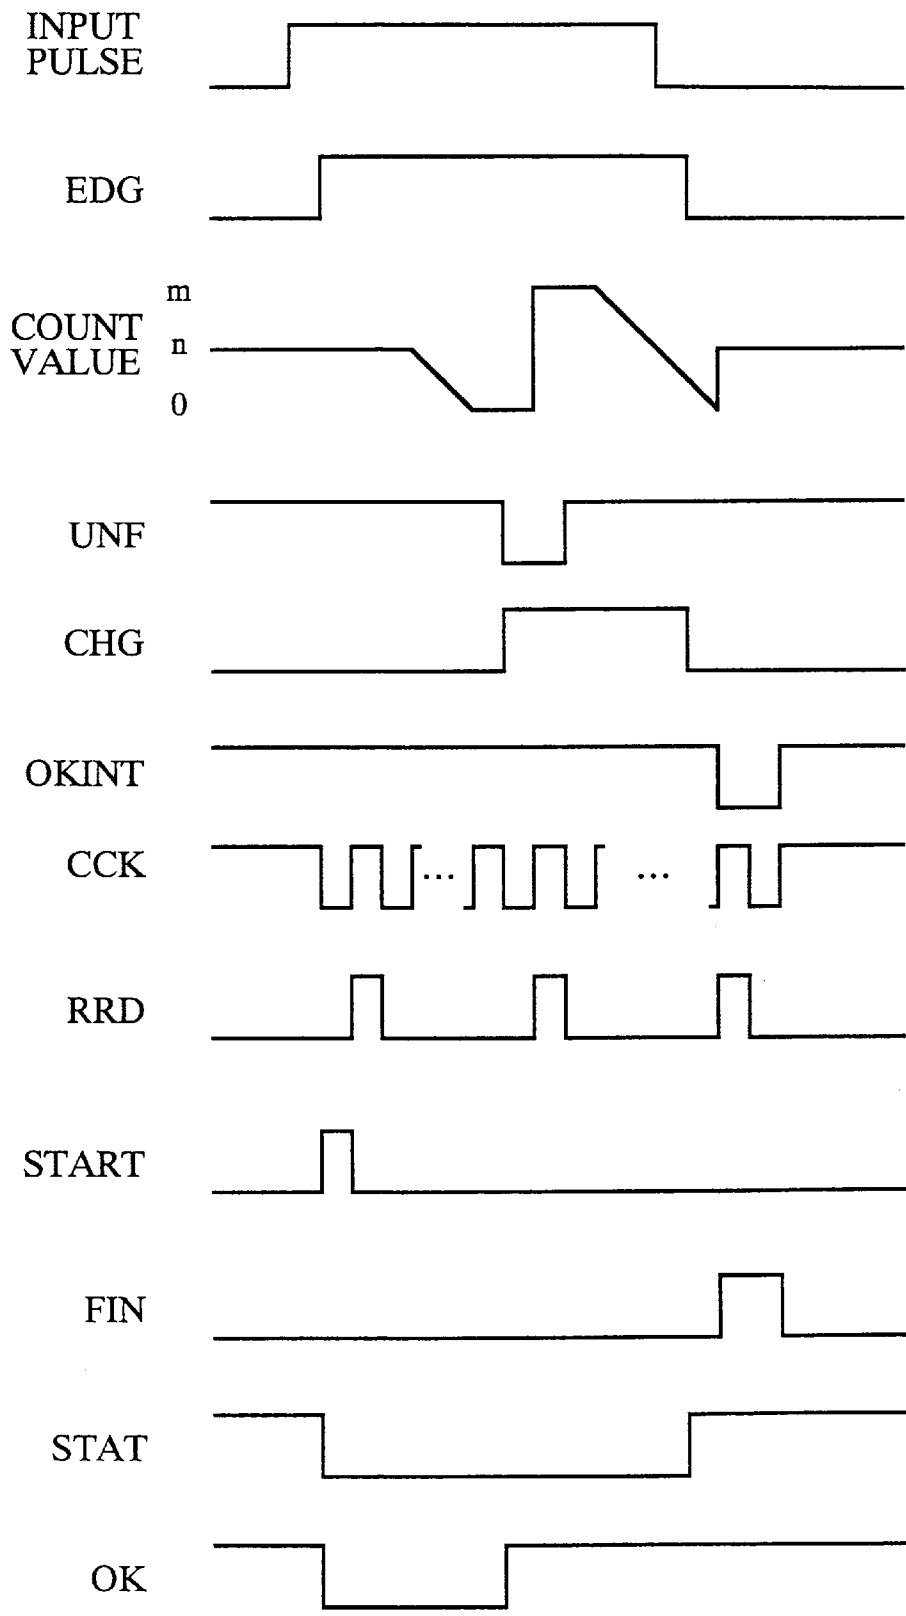 INPUT
PULSE
EDG
m
COUNT
n
VALUE
0
UNF
CHG
OKINT
CCK
...
...
RRD
START
FIN
STAT
OK